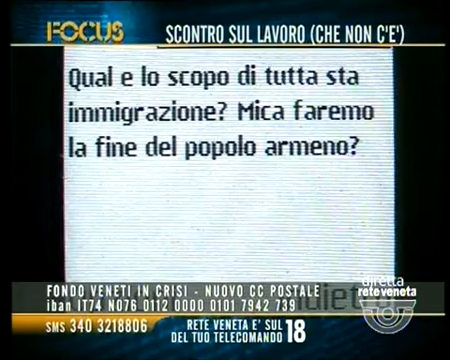 FOCUS
SCONTRO SUL LAVORO (CHE NON C'E')
Qual e lo scopo di tutta sta
immigrazione? Mica faremo
la fine del popolo armeno?
diretta
reteveneta
FONDO VENETI IN CRISI - NUOVO CC POSTALE
iban IT74 N076 0112 0000 0101 7942 739
SMS 340 3218806
RETE VENETA E' SUL 18
DEL TUO TELECOMANDO